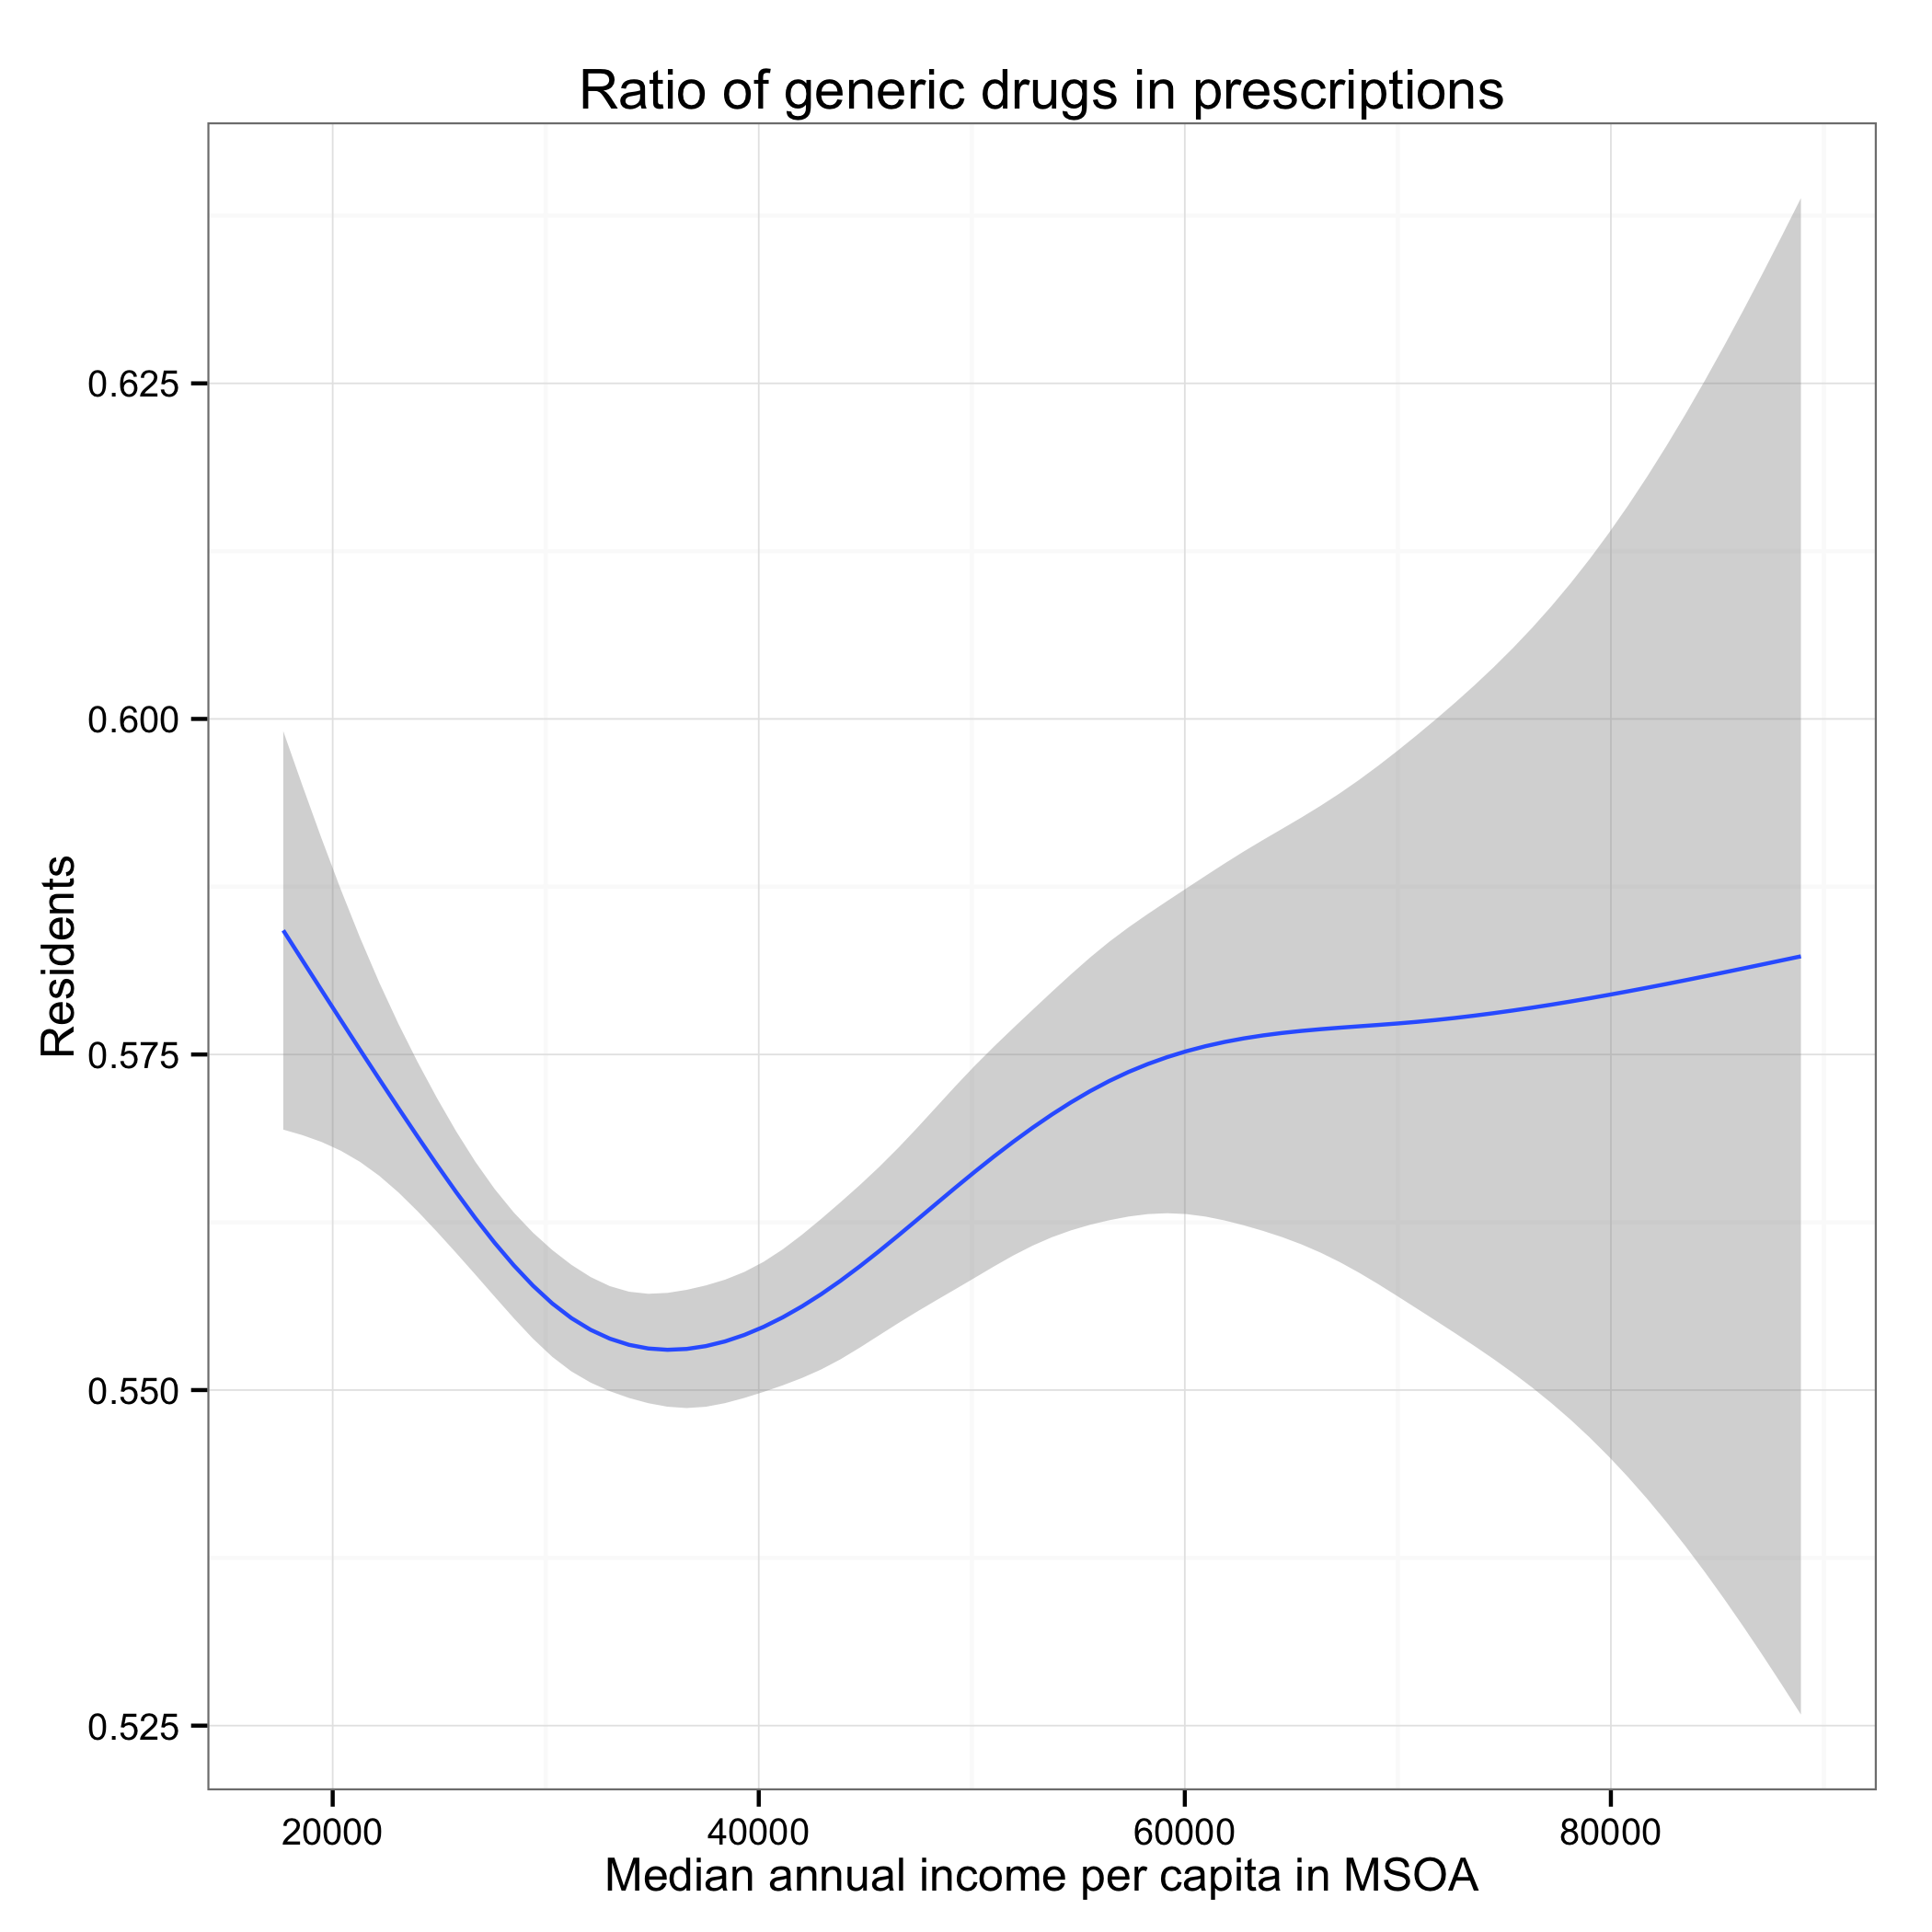 Ratio of generic drugs in prescriptions
0.625
0.600
0.575
0.550
0.525
Residents
20000 40000 60000 80000
Median annual income per capita in MSOA